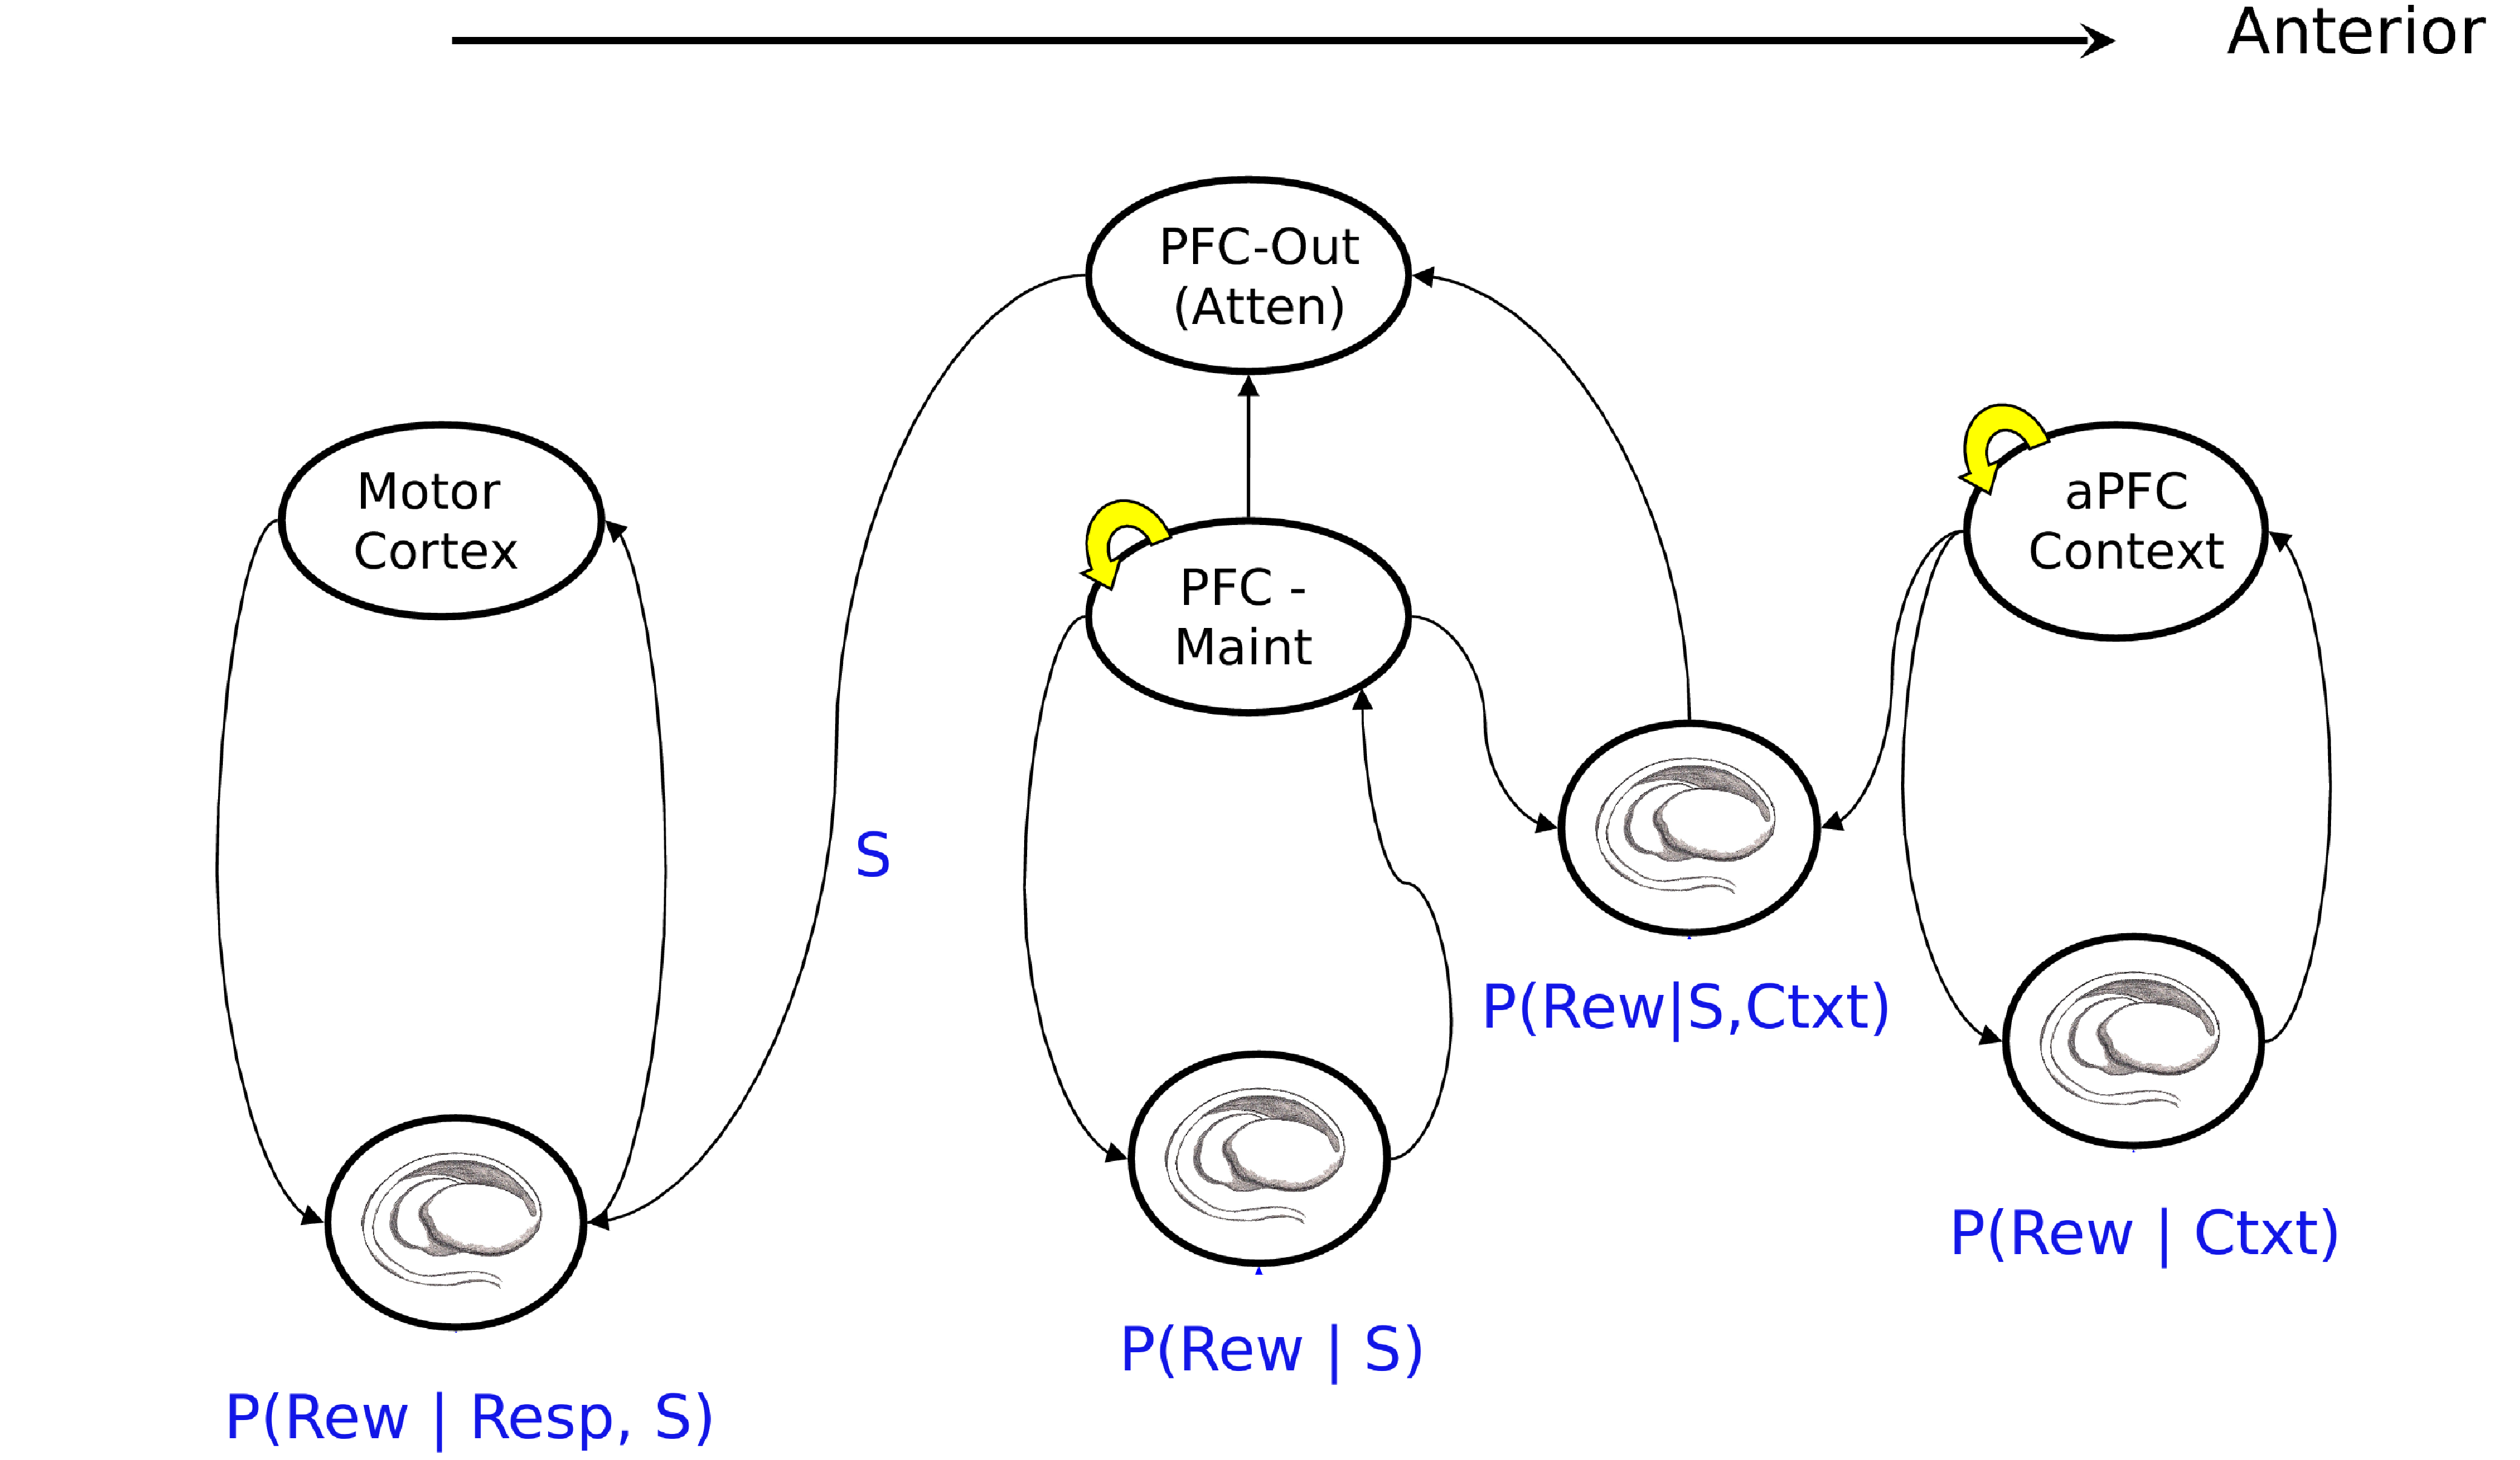 Anterior
PFC-Out
(Atten)
Motor
Cortex
PFC -
Maint
aPFC
Context
S
P(Rew|S,Ctxt)
P(Rew | Ctxt)
P(Rew | S)
P(Rew | Resp, S)